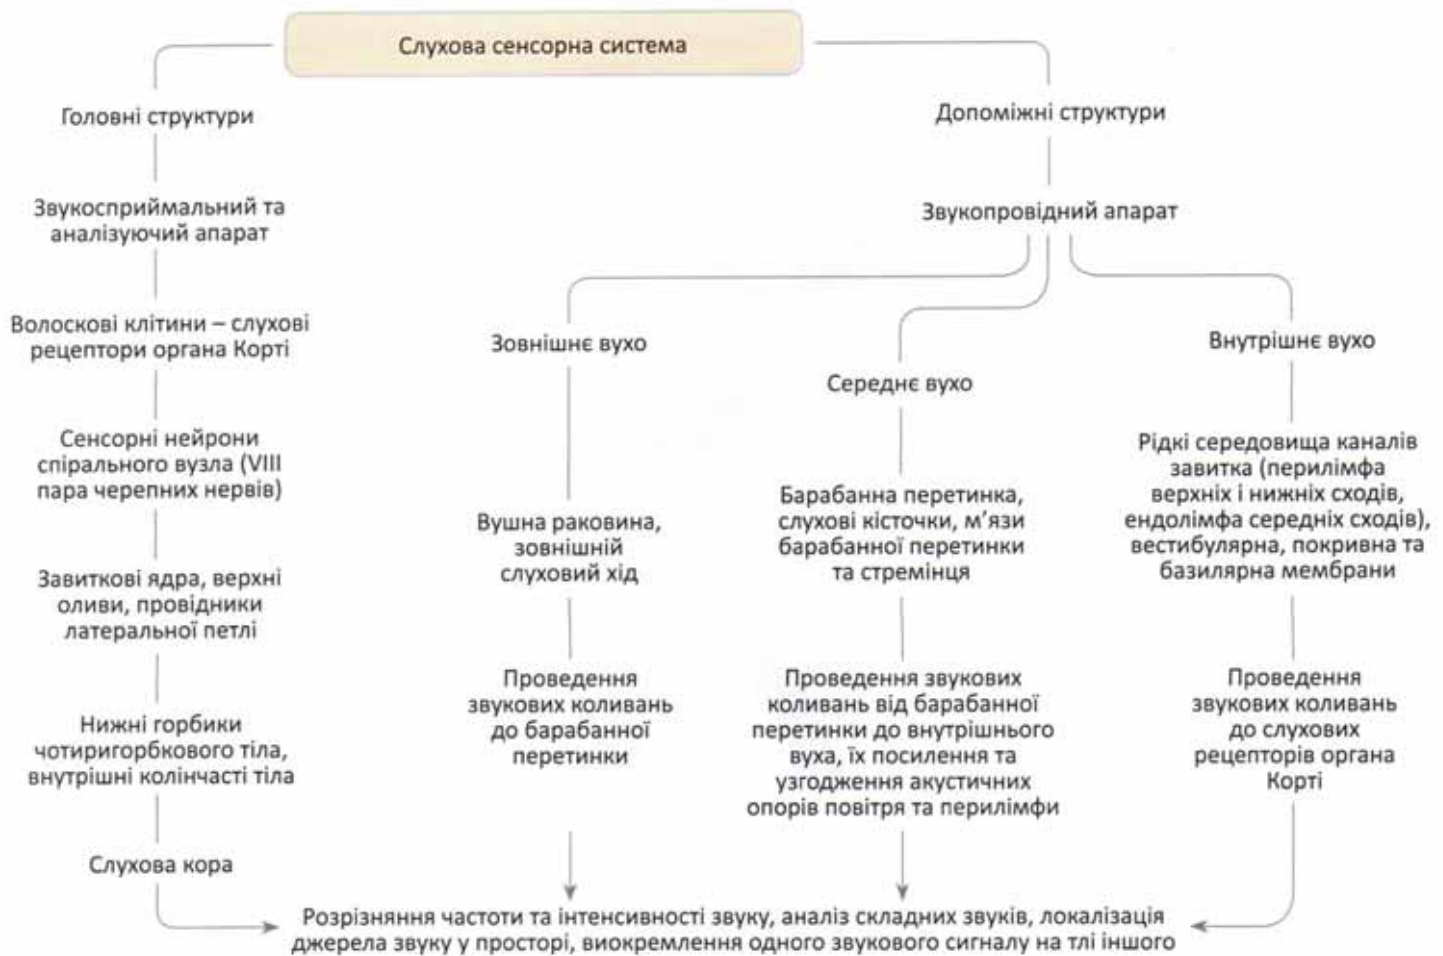 Слухова сенсорна система
Головні структури
Звукосприймальний та
аналізуючий апарат
Волоскові клітини – слухові
рецептори органа Корті
Сенсорні нейрони
спірального вузла (VIII
пара черепних нервів)
Завиткові ядра, верхні
оливи, провідники
латеральної петлі
Нижні горбики
чотиригорбкового тіла,
внутрішні колінчасті тіла
Слухова кора
Допоміжні структури
Звукопровідний апарат
Зовнішнє вухо
Вушна раковина,
зовнішній
слуховий хід
Проведення
звукових коливань
до барабанної
перетинки
Середнє вухо
Барабанна перетинка,
слухові кісточки, м’язи
барабанної перетинки
та стремінця
Проведення звукових
коливань від барабанної
перетинки до внутрішнього
вуха, їх посилення та
узгодження акустичних
опорів повітря та перилімфи
Внутрішнє вухо
Рідкі середовища каналів
завитка (перилімфа
верхніх і нижніх сходів,
ендолімфа середніх сходів),
вестибулярна, покривна та
базилярна мембрани
Проведення
звукових коливань
до слухових
рецепторів органа
Корті
Розрізняння частоти та інтенсивності звуку, аналіз складних звуків, локалізація
джерела звуку у просторі, виокремлення одного звукового сигналу на тлі іншого